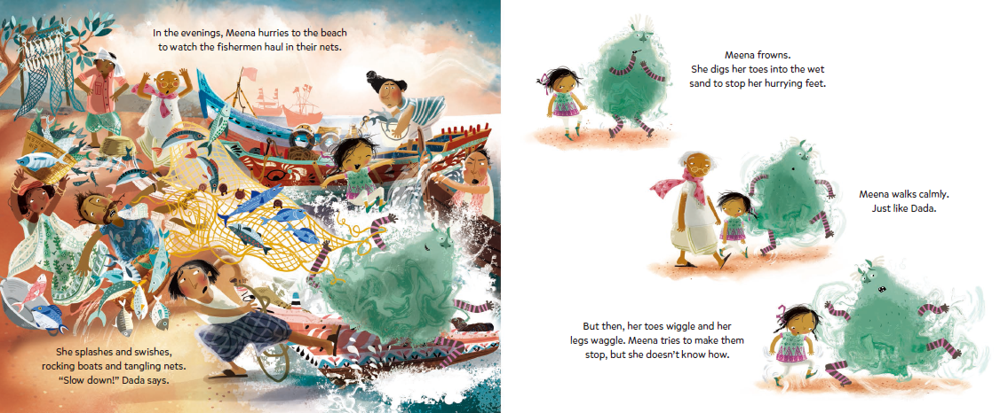 In the evenings, Meena hurries to the beach
to watch the fishermen haul in their nets.
She splashes and swishes,
rocking boats and tangling nets.
“Slow down!” Dada says.
Meena frowns.
She digs her toes into the wet
sand to stop her hurrying feet.
Meena walks calmly.
Just like Dada.
But then, her toes wiggle and her
legs waggle. Meena tries to make them
stop, but she doesn’t know how.